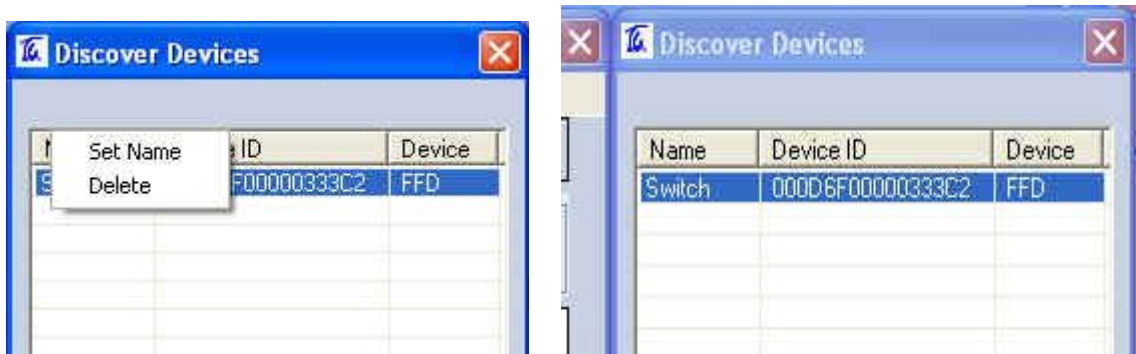 Discover Devices
ID Device
Set Name
Delete
F00000333C2 FFD
Discover Devices
Name Device ID Device
Switch 000D6F00000333C2 FFD